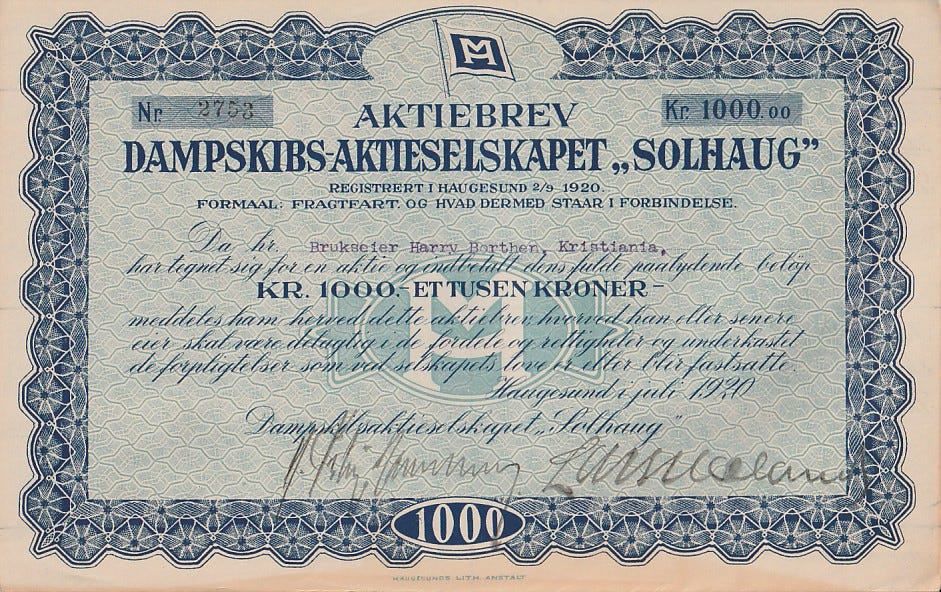 M
Nr. 2753
Kr. 1000.00
AKTIEBREV
DAMPSKIBS-AKTIESELSKAPET „SOLHAUG”
REGISTRERT I HAUGESUND 2/9 1920.
FORMAAL: FRAGTFART. OG HVAD DERMED STAAR I FORBINDELSE.
Da hr. Brukseier Harry Borthen, Kristiania,
har tegnet sig for en aktie og indbetalt dens fulde paalydende beløp
KR. 1000.- ET TUSEN KRONER-
meddeles ham herved dette aktiebrev hvorved han eller senere
eier skal være delagtig i de fordele og rettigheter og underkastet
de forpligtelser som ved selskapets love er eller blir fastsatte.
Haugesund i juli 1920
Dampskibsaktieselskapet „Solhaug”
1000
HAUGESUNDS LITH. ANSTALT